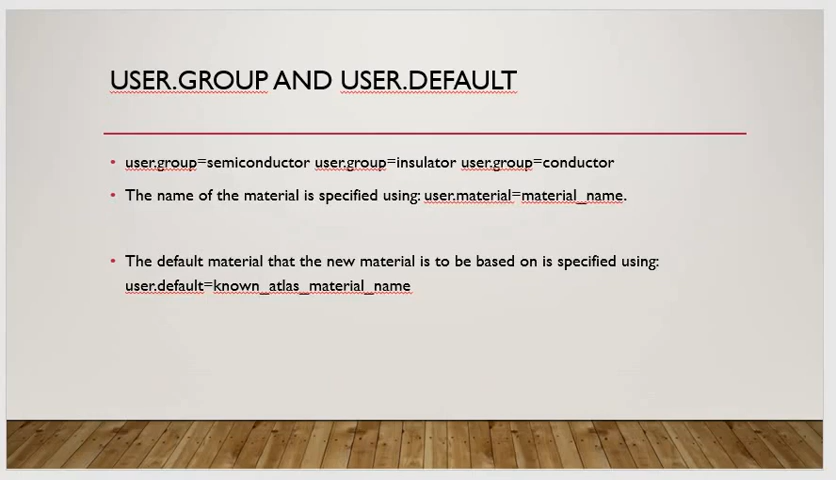 USER.GROUP AND USER.DEFAULT
user.group=semiconductor user.group=insulator user.group=conductor
The name of the material is specified using: user.material=material_name.
The default material that the new material is to be based on is specified using:
user.default=known_atlas_material_name